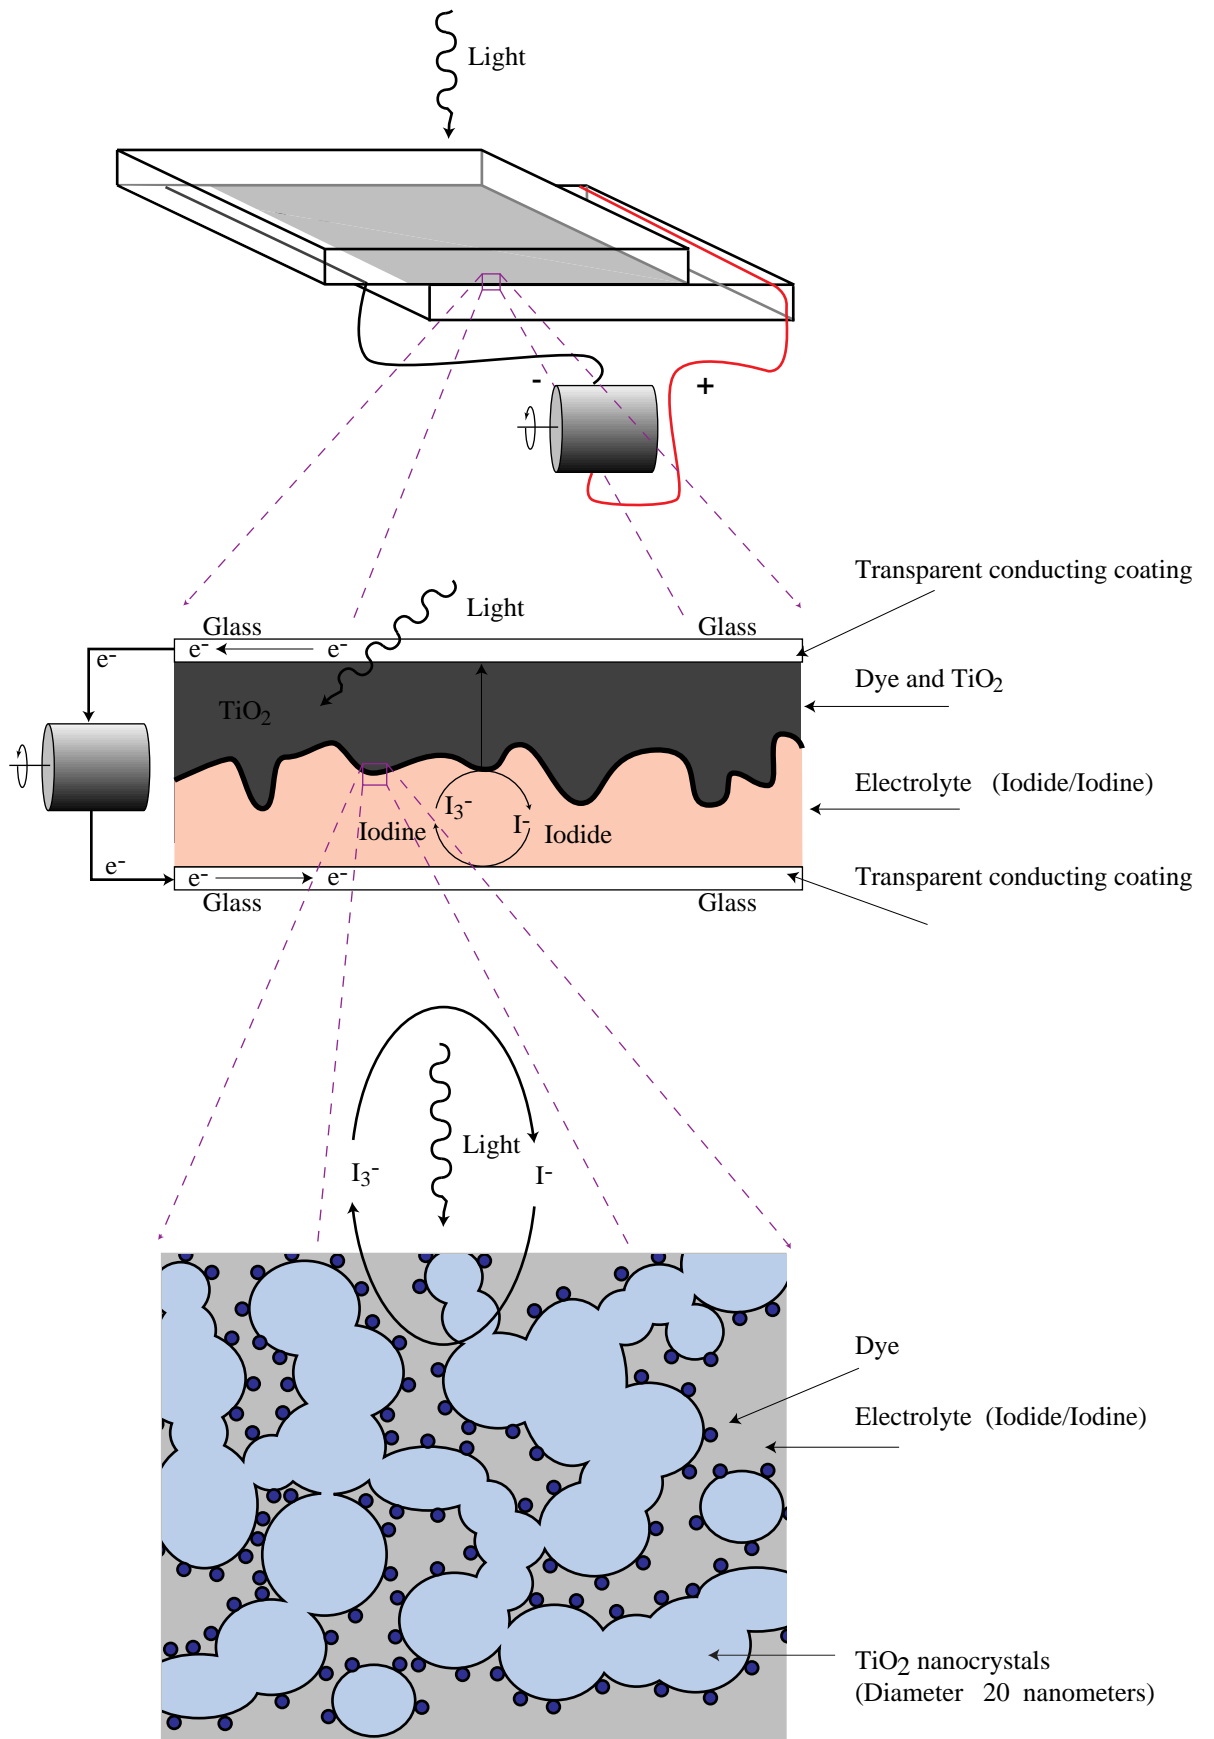 Light
-
+
Transparent conducting coating
Light
Glass
Glass
e-
e-
e-
Dye and TiO2
TiO2
Electrolyte (Iodide/Iodine)
I3-
I-
Iodine
Iodide
e-
e-
e-
Transparent conducting coating
Glass
Glass
Light
I3-
I-
Dye
Electrolyte (Iodide/Iodine)
TiO2 nanocrystals
(Diameter 20 nanometers)